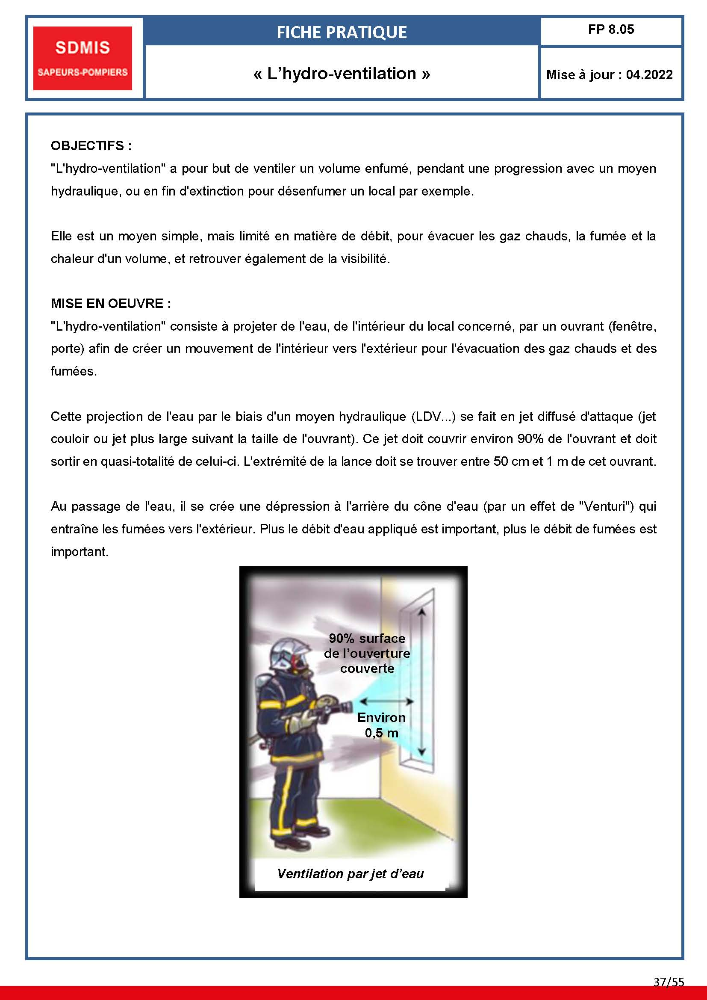 SDMIS
SAPEURS-POMPIERS
FICHE PRATIQUE
FP 8.05
« L’hydro-ventilation »
Mise à jour : 04.2022
OBJECTIFS :
"L'hydro-ventilation" a pour but de ventiler un volume enfumé, pendant une progression avec un moyen
hydraulique, ou en fin d'extinction pour désenfumer un local par exemple.
Elle est un moyen simple, mais limité en matière de débit, pour évacuer les gaz chauds, la fumée et la
chaleur d'un volume, et retrouver également de la visibilité.
MISE EN OEUVRE :
"L’hydro-ventilation" consiste à projeter de l'eau, de l'intérieur du local concerné, par un ouvrant (fenêtre,
porte) afin de créer un mouvement de l'intérieur vers l'extérieur pour l'évacuation des gaz chauds et des
fumées.
Cette projection de l'eau par le biais d'un moyen hydraulique (LDV...) se fait en jet diffusé d'attaque (jet
couloir ou jet plus large suivant la taille de l'ouvrant). Ce jet doit couvrir environ 90% de l'ouvrant et doit
sortir en quasi-totalité de celui-ci. L'extrémité de la lance doit se trouver entre 50 cm et 1 m de cet ouvrant.
Au passage de l'eau, il se crée une dépression à l'arrière du cône d'eau (par un effet de "Venturi") qui
entraîne les fumées vers l'extérieur. Plus le débit d'eau appliqué est important, plus le débit de fumées est
important.
90% surface
de l’ouverture
couverte
Environ
0,5 m
Ventilation par jet d’eau
37/55